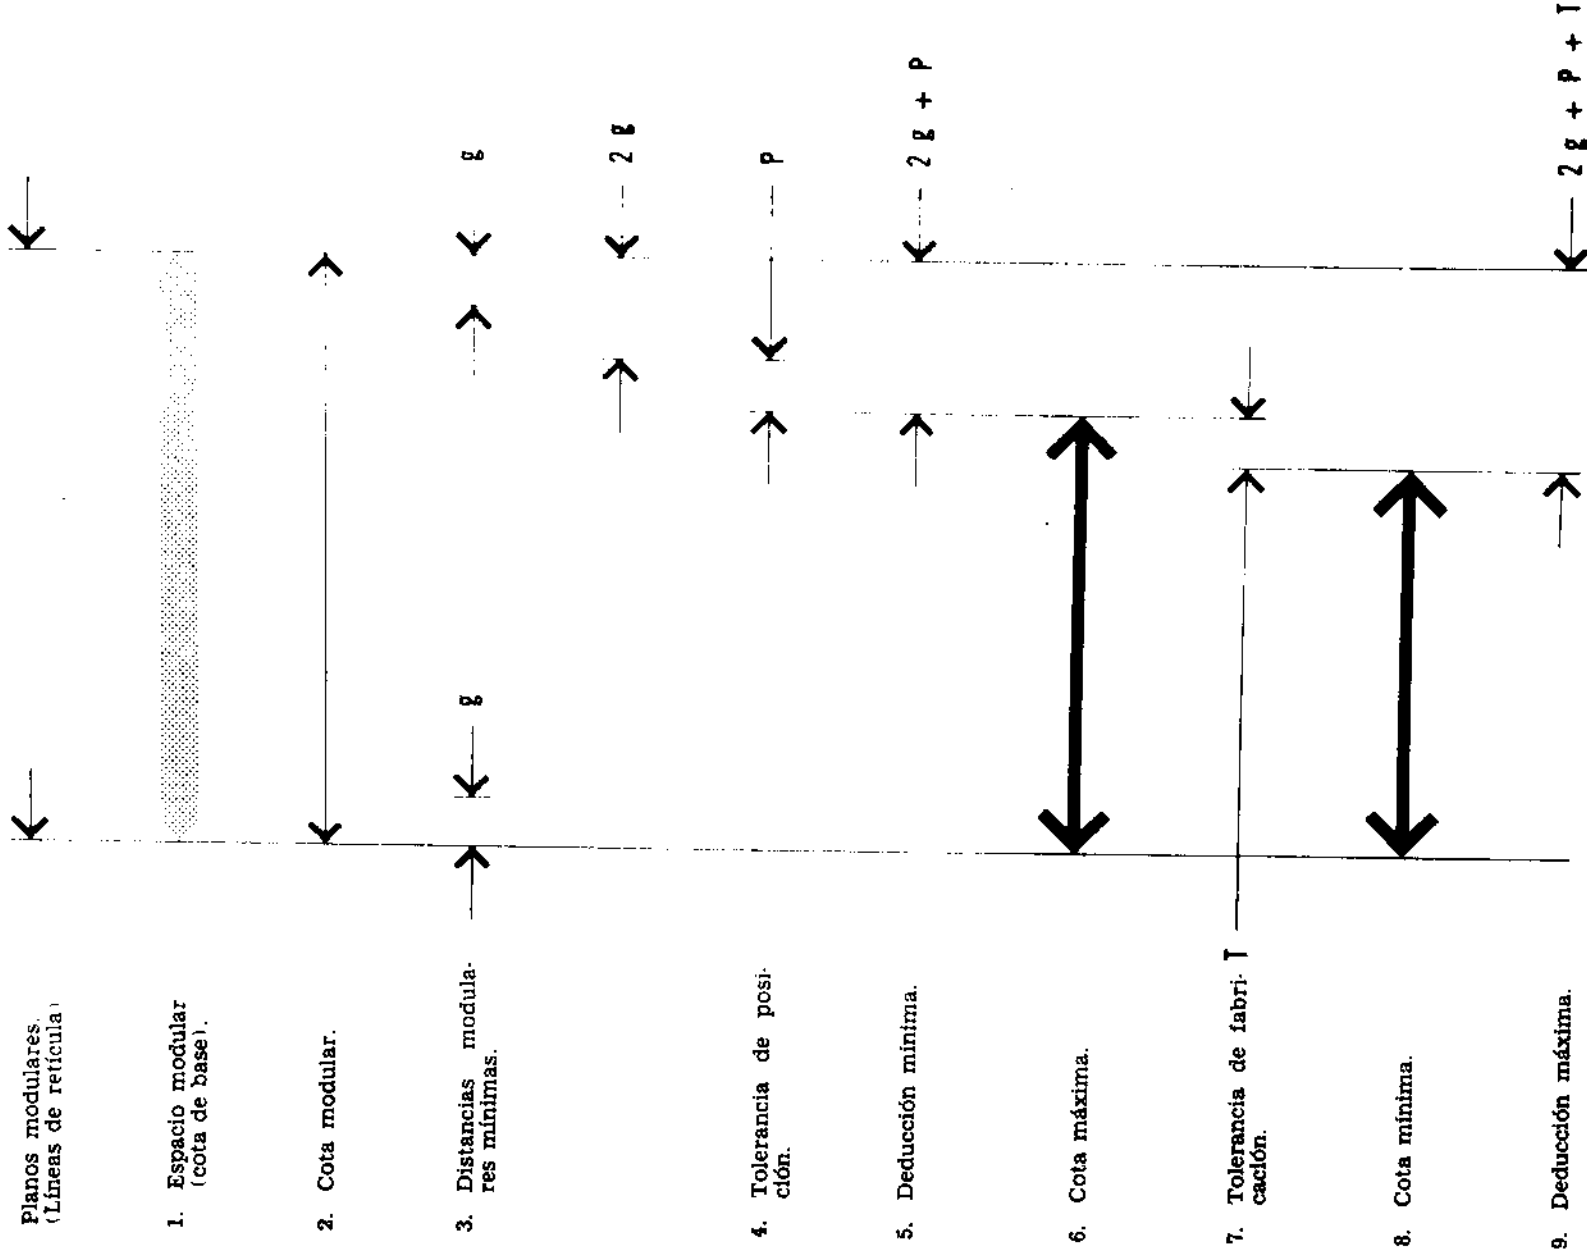 Planos modulares.
(Líneas de retícula)
1. Espacio modular
(cota de base).
2. Cota modular.
3. Distancias modula-
res mínimas.
g
g
2 g
4. Tolerancia de posi-
ción.
P
5. Deducción mínima.
2 g + P
6. Cota máxima.
7. Tolerancia de fabri-
cación.
T
8. Cota mínima.
9. Deducción máxima.
2 g + P + T